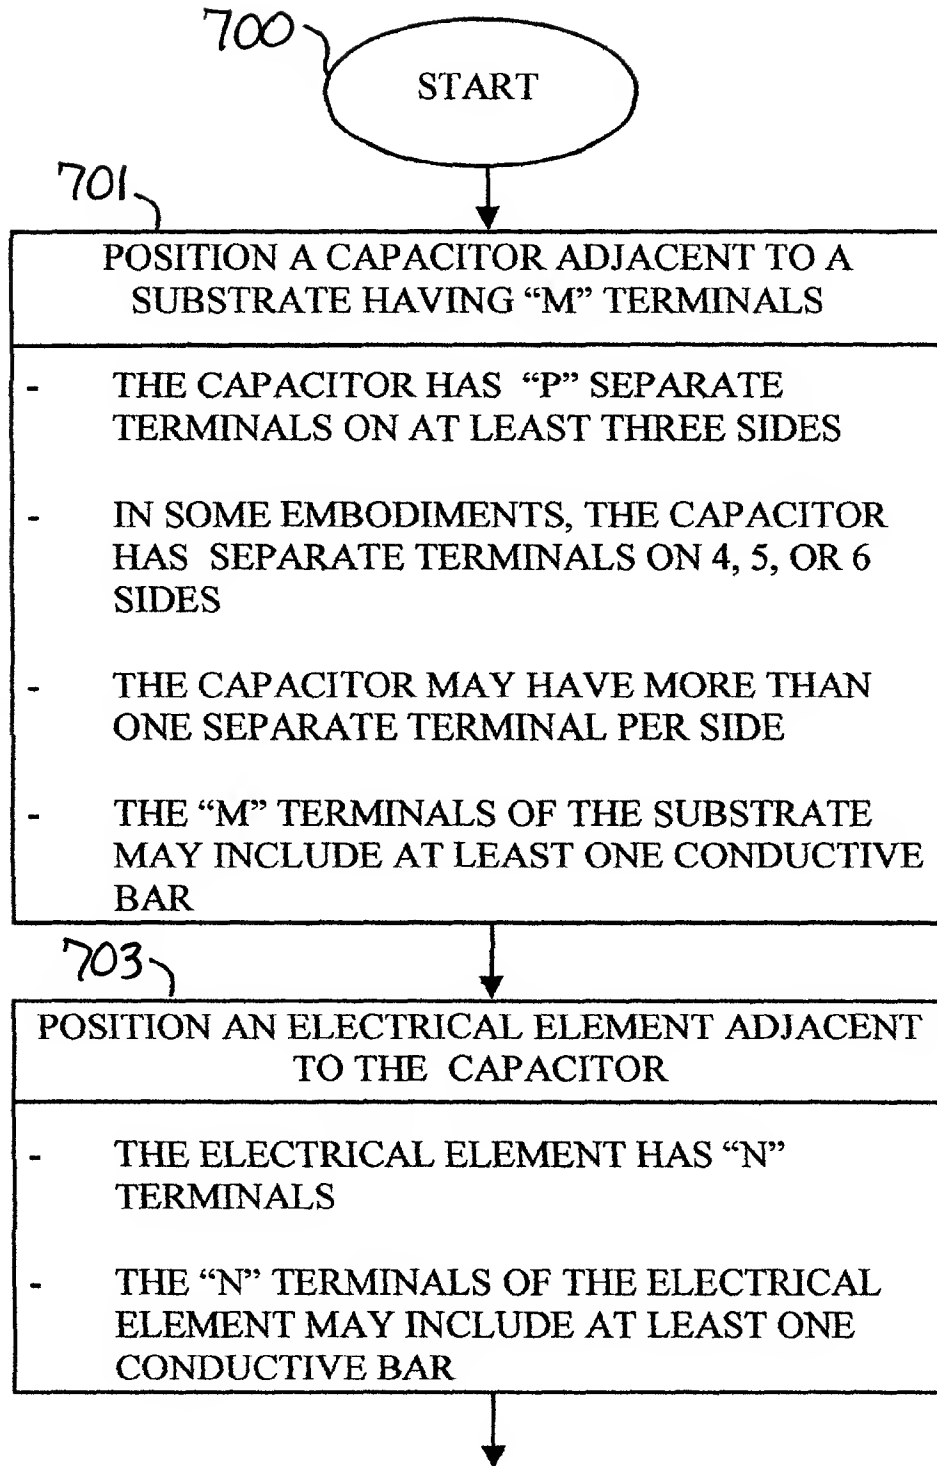 700
START
701
POSITION A CAPACITOR ADJACENT TO A
SUBSTRATE HAVING “M” TERMINALS
- THE CAPACITOR HAS “P” SEPARATE
TERMINALS ON AT LEAST THREE SIDES
- IN SOME EMBODIMENTS, THE CAPACITOR
HAS SEPARATE TERMINALS ON 4, 5, OR 6
SIDES
- THE CAPACITOR MAY HAVE MORE THAN
ONE SEPARATE TERMINAL PER SIDE
- THE “M” TERMINALS OF THE SUBSTRATE
MAY INCLUDE AT LEAST ONE CONDUCTIVE
BAR
703
POSITION AN ELECTRICAL ELEMENT ADJACENT
TO THE CAPACITOR
- THE ELECTRICAL ELEMENT HAS “N”
TERMINALS
- THE “N” TERMINALS OF THE ELECTRICAL
ELEMENT MAY INCLUDE AT LEAST ONE
CONDUCTIVE BAR